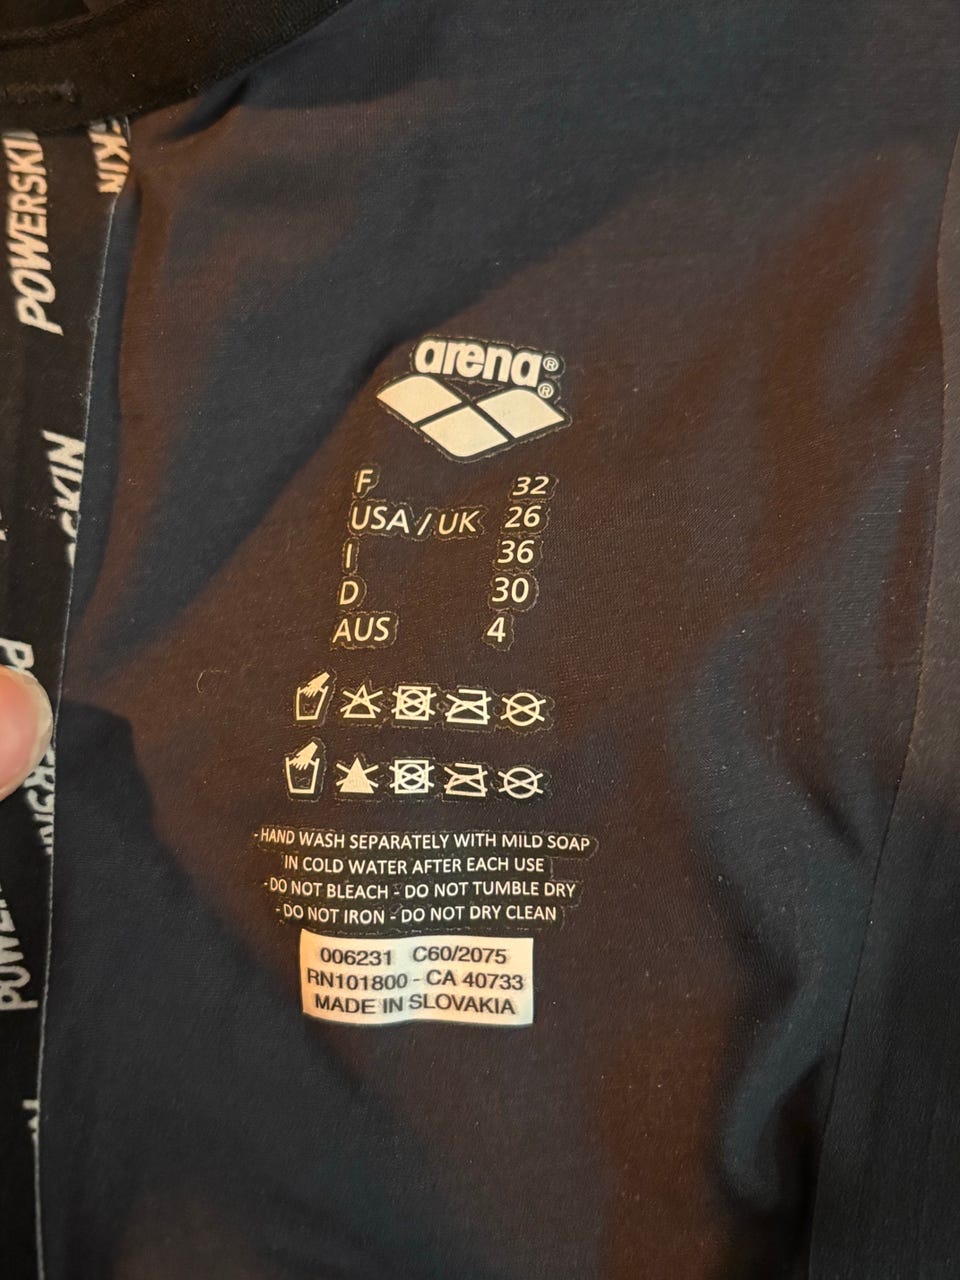 POWERSKIN
KIN
arena®
®
F 32
USA / UK 26
I 36
D 30
AUS 4
-HAND WASH SEPARATELY WITH MILD SOAP
IN COLD WATER AFTER EACH USE
-DO NOT BLEACH - DO NOT TUMBLE DRY
-DO NOT IRON - DO NOT DRY CLEAN
006231 C60/2075
RN101800 - CA 40733
MADE IN SLOVAKIA